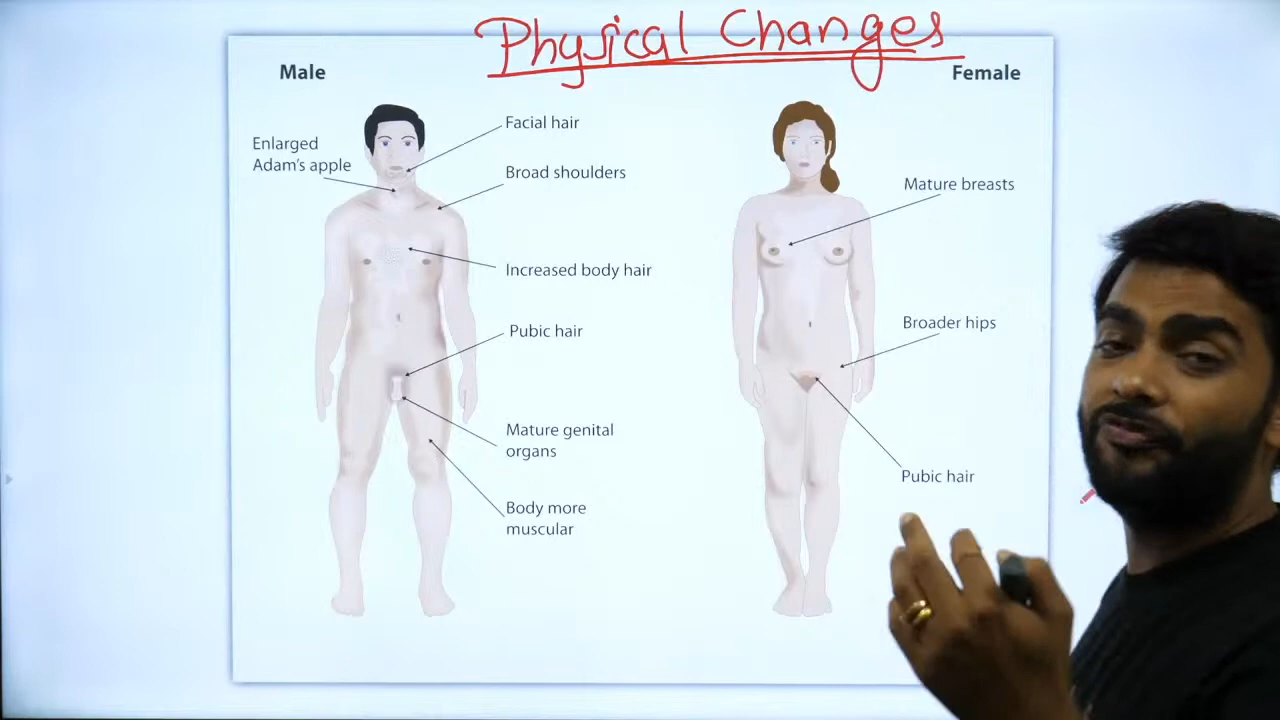 Physical Changes
Male
Female
Facial hair
Enlarged
Adam's apple
Broad shoulders
Mature breasts
Increased body hair
Broader hips
Pubic hair
Mature genital
organs
Pubic hair
Body more
muscular